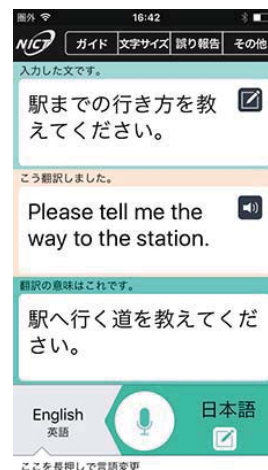 圏外 16:42
NICT ガイド 文字サイズ 誤り報告 その他
入力した文です。
駅までの行き方を教
えてください。
こう翻訳しました。
Please tell me the
way to the station.
翻訳の意味はこれです。
駅へ行く道を教えてくだ
さい。
English 日本語
英語
ここを長押しで言語変更